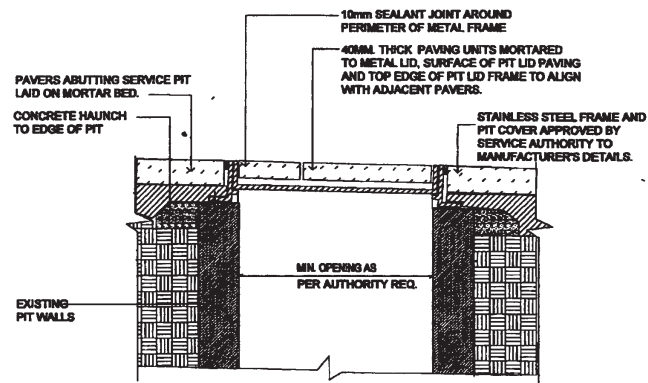 10mm SEALANT JOINT AROUND
PERIMETER OF METAL FRAME
40MM. THICK PAVING UNITS MORTARED
TO METAL LID, SURFACE OF PIT LID PAVING
AND TOP EDGE OF PIT LID FRAME TO ALIGN
WITH ADJACENT PAVERS.
PAVERS ABUTTING SERVICE PIT
LAID ON MORTAR BED.
CONCRETE HAUNCH
TO EDGE OF PIT
STAINLESS STEEL FRAME AND
PIT COVER APPROVED BY
SERVICE AUTHORITY TO
MANUFACTURER'S DETAILS.
MIN. OPENING AS
PER AUTHORITY REQ.
EXISTING
PIT WALLS